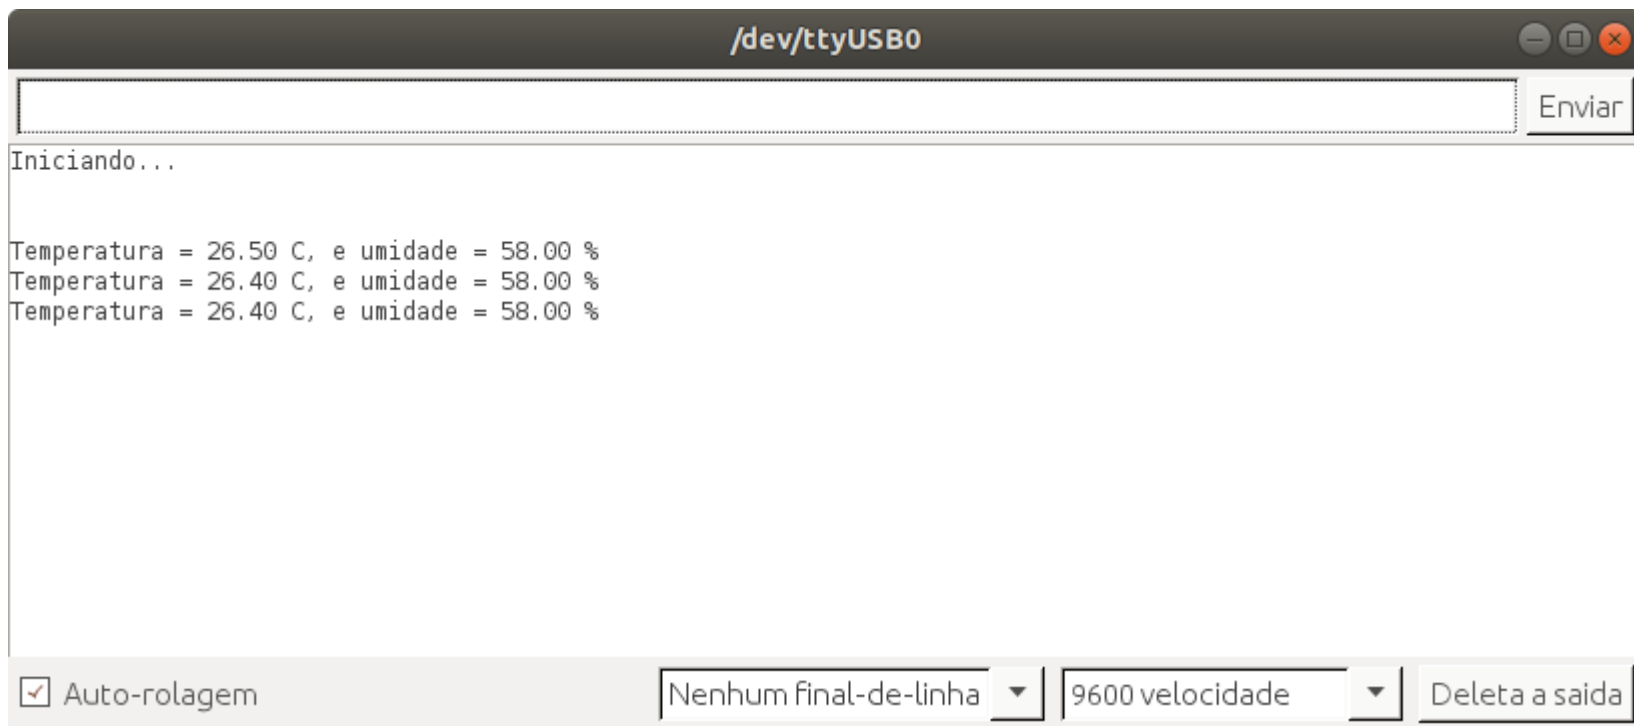 /dev/ttyUSB0
Enviar
Iniciando...
Temperatura = 26.50 C, e umidade = 58.00 %
Temperatura = 26.40 C, e umidade = 58.00 %
Temperatura = 26.40 C, e umidade = 58.00 %
Auto-rolagem
Nenhum final-de-linha
9600 velocidade
Deleta a saida